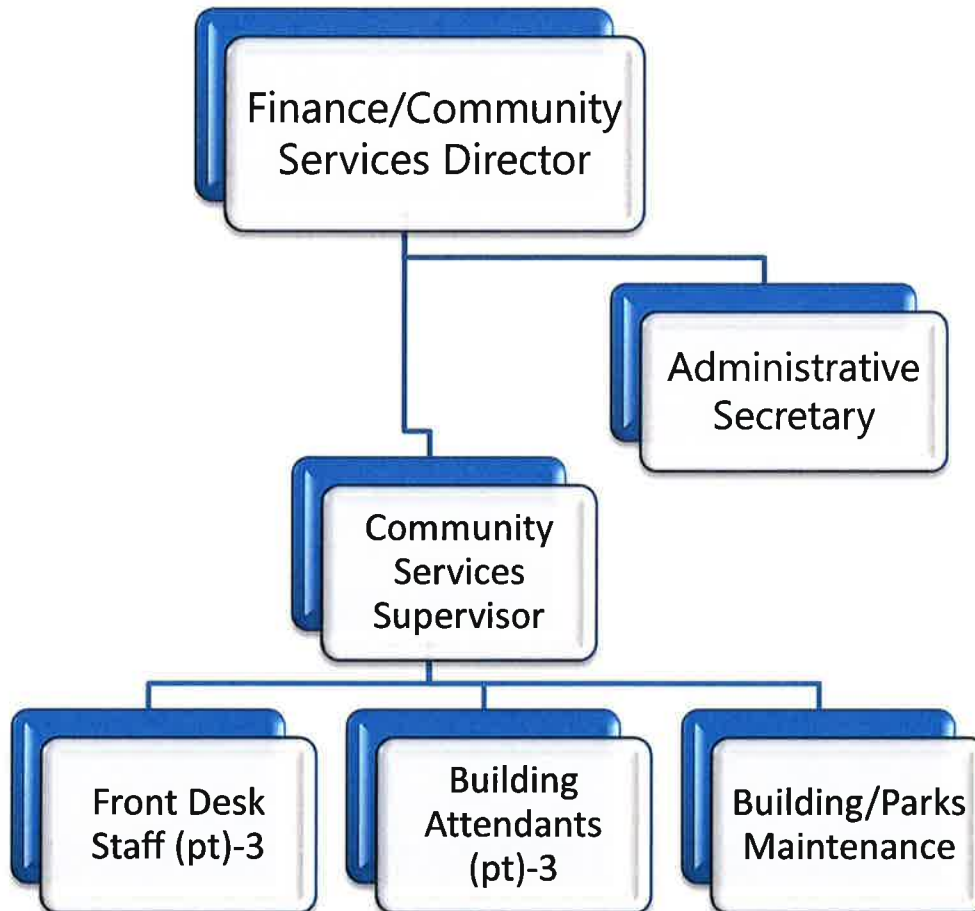 Finance/Community
Services Director
Administrative
Secretary
Community
Services
Supervisor
Front Desk
Staff (pt)-3
Building
Attendants
(pt)-3
Building/Parks
Maintenance